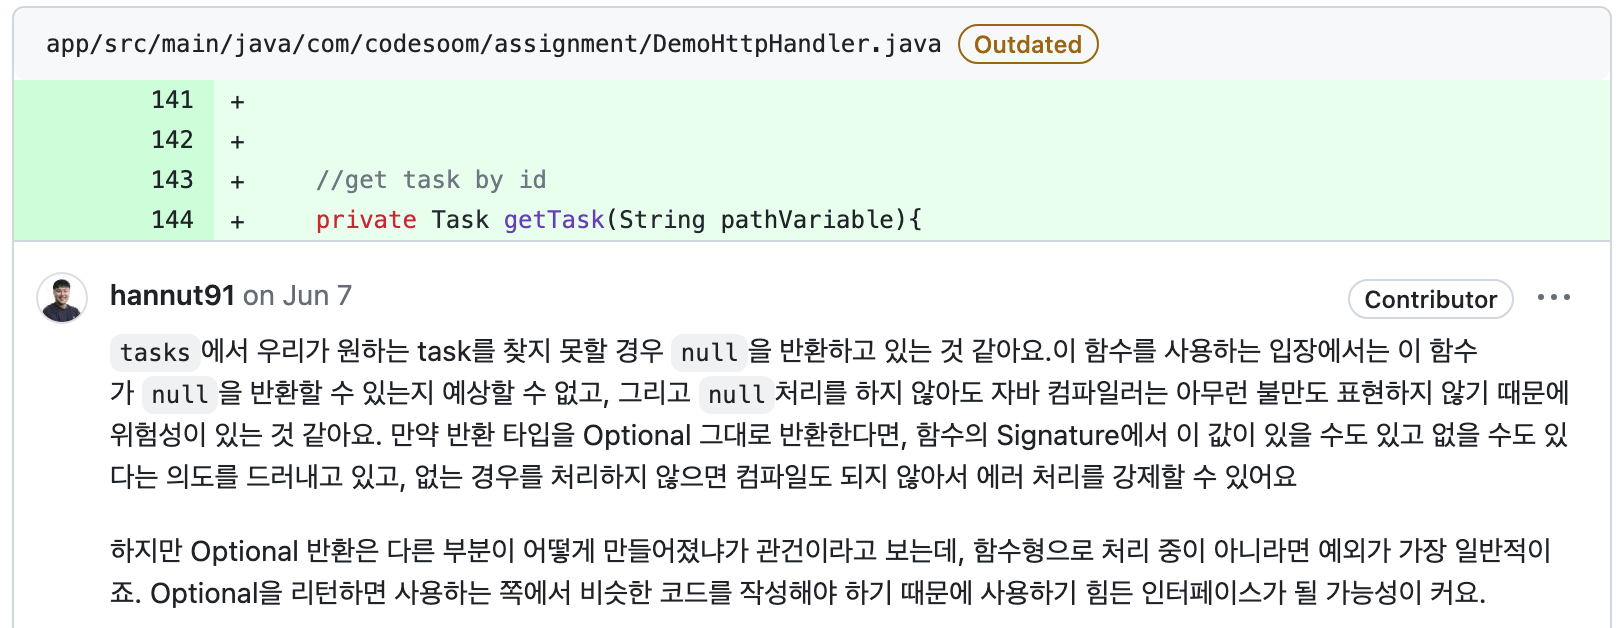 app/src/main/java/com/codesoom/assignment/DemoHttpHandler.java Outdated
141 +
142 +
143 + //get task by id
144 + private Task getTask(String pathVariable){
hannut91 on Jun 7 Contributor ...
tasks에서 우리가 원하는 task를 찾지 못할 경우 null을 반환하고 있는 것 같아요.이 함수를 사용하는 입장에서는 이 함수
가 null을 반환할 수 있는지 예상할 수 없고, 그리고 null처리를 하지 않아도 자바 컴파일러는 아무런 불만도 표현하지 않기 때문에
위험성이 있는 것 같아요. 만약 반환 타입을 Optional 그대로 반환한다면, 함수의 Signature에서 이 값이 있을 수도 있고 없을 수도 있
다는 의도를 드러내고 있고, 없는 경우를 처리하지 않으면 컴파일도 되지 않아서 에러 처리를 강제할 수 있어요
하지만 Optional 반환은 다른 부분이 어떻게 만들어졌냐가 관건이라고 보는데, 함수형으로 처리 중이 아니라면 예외가 가장 일반적이
죠. Optional을 리턴하면 사용하는 쪽에서 비슷한 코드를 작성해야 하기 때문에 사용하기 힘든 인터페이스가 될 가능성이 커요.